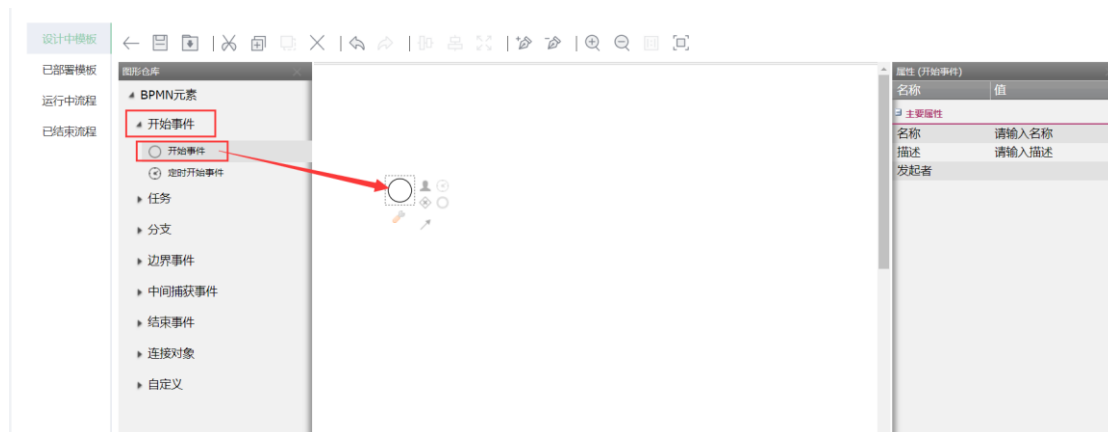 设计中模板
已部署模板
运行中流程
已结束流程
图形仓库
BPMN元素
开始事件
开始事件
定时开始事件
任务
分支
边界事件
中间捕获事件
结束事件
连接对象
自定义
属性 (开始事件)
名称 值
主要属性
名称 请输入名称
描述 请输入描述
发起者